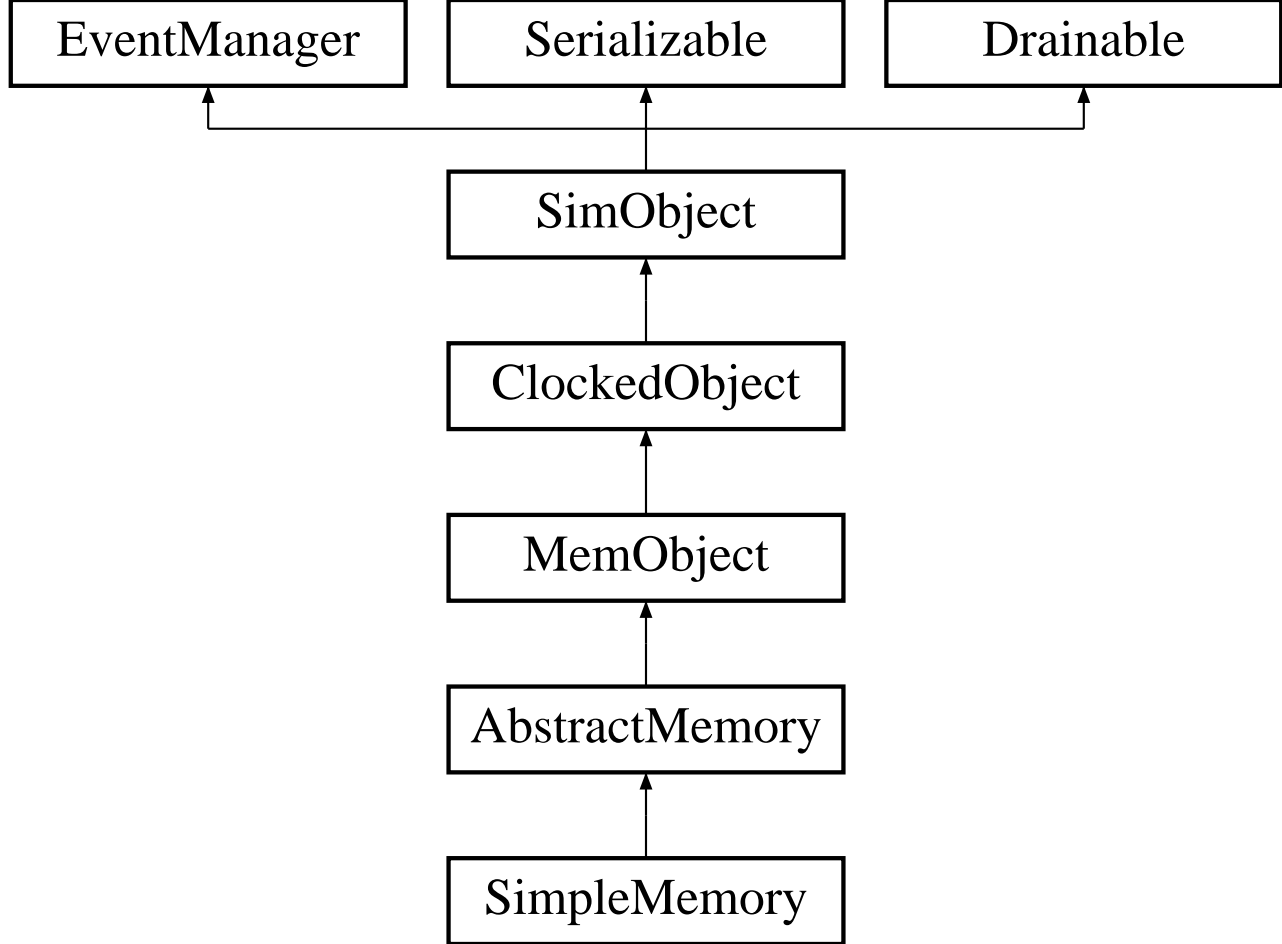 EventManager
Serializable
Drainable
SimObject
ClockedObject
MemObject
AbstractMemory
SimpleMemory